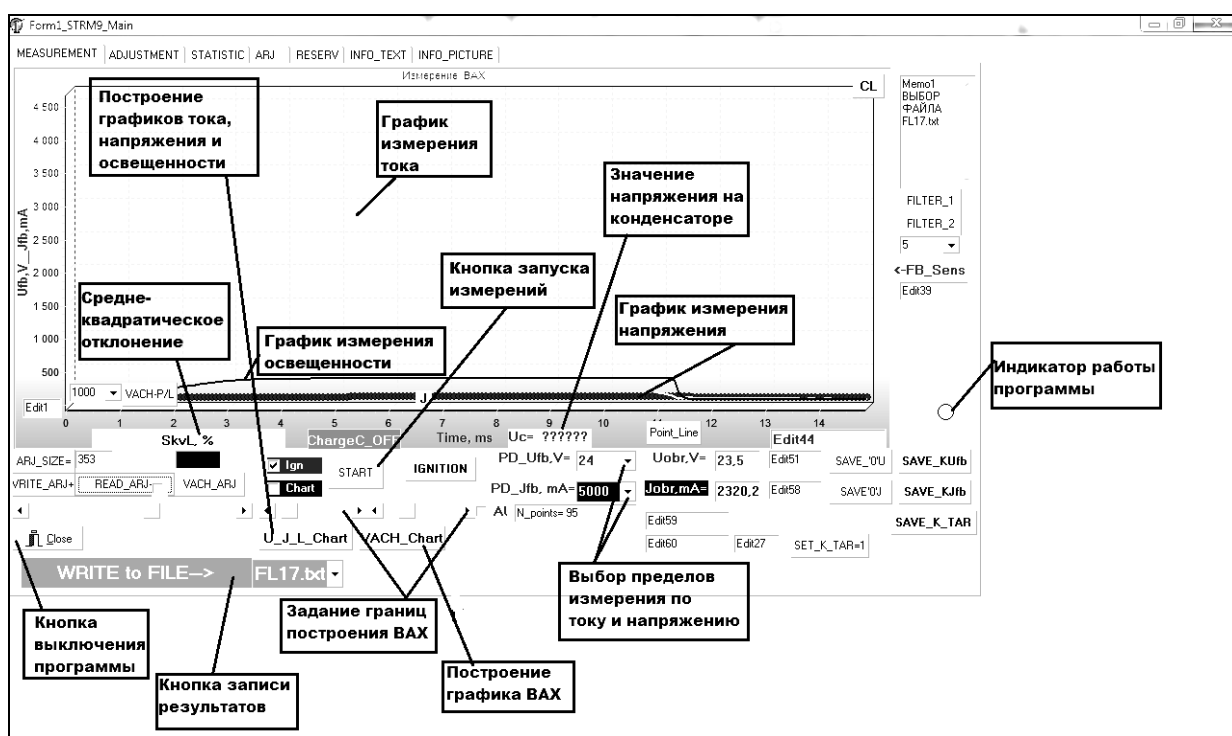 Form1_STRM9_Main
MEASUREMENT ADJUSTMENT STATISTIC ARJ RESERV INFO_TEXT INFO_PICTURE
Измерение ВАХ
CL
Memo1
ВЫБОР
ФАЙЛА
FL17.txt
Построение
графиков тока,
напряжения и
освещенности
График
измерения
тока
Значение
напряжения на
конденсаторе
FILTER_1
FILTER_2
5
<-FB_Sens
Edit39
Ufb,V__Jfb,mA
4 500
4 000
3 500
3 000
2 500
2 000
1 500
1 000
500
Кнопка запуска
измерений
Средне-
квадратическое
отклонение
График измерения
освещенности
График измерения
напряжения
Индикатор работы
программы
1000 VACH-P/L
J
Edit1
0 1 2 3 4 5 6 7 8 9 10 11 12 13 14
SkvL, % ChargeC_OFF Time, ms Uc= ?????? Point_Line Edit44
ARJ_SIZE= 353 Ign START IGNITION PD_Ufb,V= 24 Uobr,V= 23,5 Edit51 SAVE_'0'U SAVE_KUfb
WRITE_ARJ+ READ_ARJ- VACH_ARJ Chart PD_Jfb, mA= 5000 Jobr,mA= 2320,2 Edit58 SAVE'0'J SAVE_KJfb
N_points= 95 Edit59 SAVE_K_TAR
Close U_J_L_Chart VACH_Chart Edit60 Edit27 SET_K_TAR=1
WRITE to FILE—> FL17.txt
Кнопка
выключения
программы
Задание границ
построения ВАХ
Выбор пределов
измерения по
току и напряжению
Кнопка записи
результатов
Построение
графика ВАХ